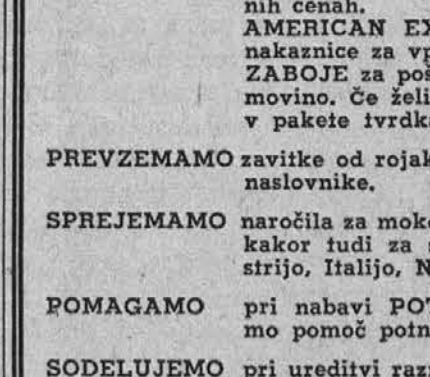 nih cenah.
AMERICAN EX
nakaznice za vp
ZABOJE za poš
movino. Če želi
v pakete tvrdk
PREVZEMAMO zavitke od rojak
naslovnike.
SPREJEMAMO naročila za mok
kakor tudi za s
strijo, Italijo, N
POMAGAMO pri nabavi POT
mo pomoč potn
SODELUJEMO pri ureditvi raz